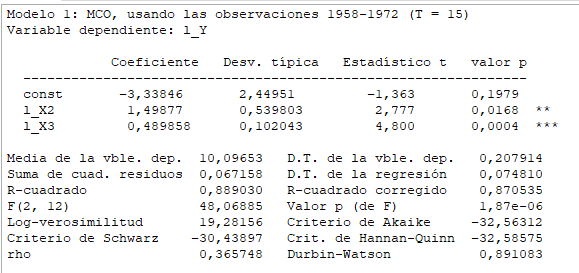 Modelo 1: MCO, usando las observaciones 1958-1972 (T = 15)
Variable dependiente: l_Y
Coeficiente Desv. típica Estadístico t valor p
----------------------------------------------------------------
const -3,33846 2,44951 -1,363 0,1979
l_X2 1,49877 0,539803 2,777 0,0168 **
l_X3 0,489858 0,102043 4,800 0,0004 ***
Media de la vble. dep. 10,09653 D.T. de la vble. dep. 0,207914
Suma de cuad. residuos 0,067158 D.T. de la regresión 0,074810
R-cuadrado 0,889030 R-cuadrado corregido 0,870535
F(2, 12) 48,06885 Valor p (de F) 1,87e-06
Log-verosimilitud 19,28156 Criterio de Akaike -32,56312
Criterio de Schwarz -30,43897 Crit. de Hannan-Quinn -32,58575
rho 0,365748 Durbin-Watson 0,891083